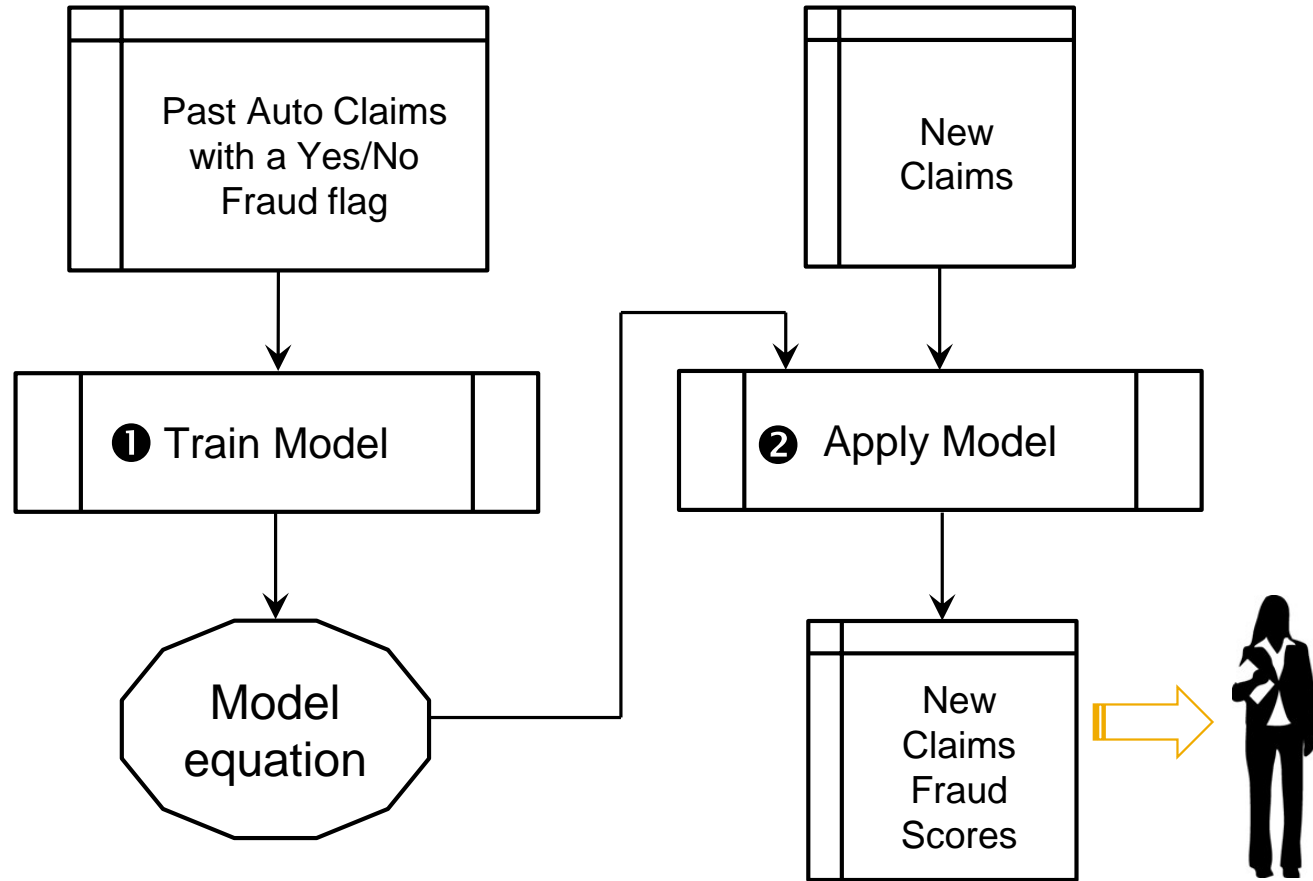 Past Auto Claims
with a Yes/No
Fraud flag
New
Claims
❶ Train Model
❷ Apply Model
Model
equation
New
Claims
Fraud
Scores